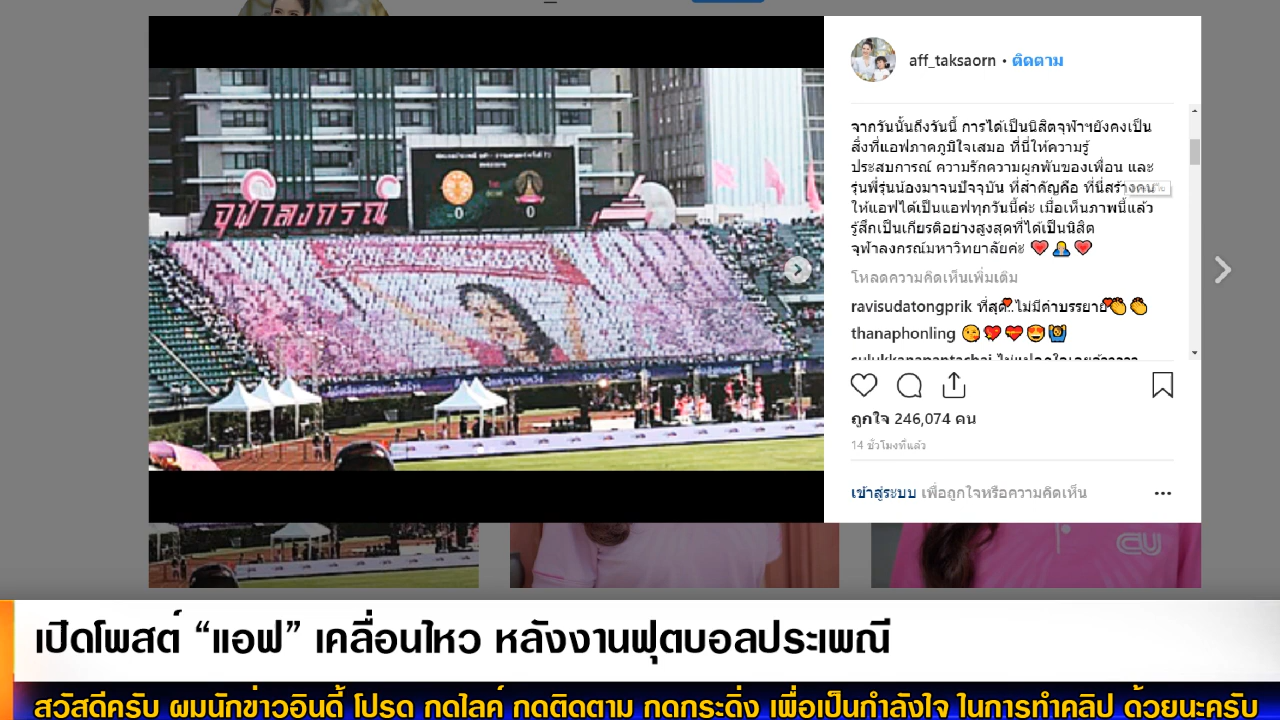 aff_taksaorn • ติดตาม
จากวันนั้นถึงวันนี้ การได้เป็นนิสิตจุฬาฯยังคงเป็น
สิ่งที่แอฟภาคภูมิใจเสมอ ที่นี่ให้ความรู้
ประสบการณ์ ความรักความผูกพันของเพื่อน และ
รุ่นพี่รุ่นน้องมาจนปัจจุบัน ที่สำคัญคือ ที่นี่สร้างคน
ให้แอฟได้เป็นแอฟทุกวันนี้ค่ะ เมื่อเห็นภาพนี้แล้ว
รู้สึกเป็นเกียรติอย่างสูงสุดที่ได้เป็นนิสิต
จุฬาลงกรณ์มหาวิทยาลัยค่ะ ❤️🙏❤️
โหลดความคิดเห็นเพิ่มเติม
ravisudatongprik ที่สุด..ไม่มีคำบรรยาย
thanaphonling
ถูกใจ 246,074 คน
14 ชั่วโมงที่แล้ว
เข้าสู่ระบบ เพื่อถูกใจหรือความคิดเห็น
จุฬาลงกรณ์
0 0
CU
เปิดโพสต์ “แอฟ” เคลื่อนไหว หลังงานฟุตบอลประเพณี
สวัสดีครับ ผมนักข่าวอินดี้ โปรด กดไลค์ กดติดตาม กดกระดิ่ง เพื่อเป็นกำลังใจ ในการทำคลิป ด้วยนะครับ